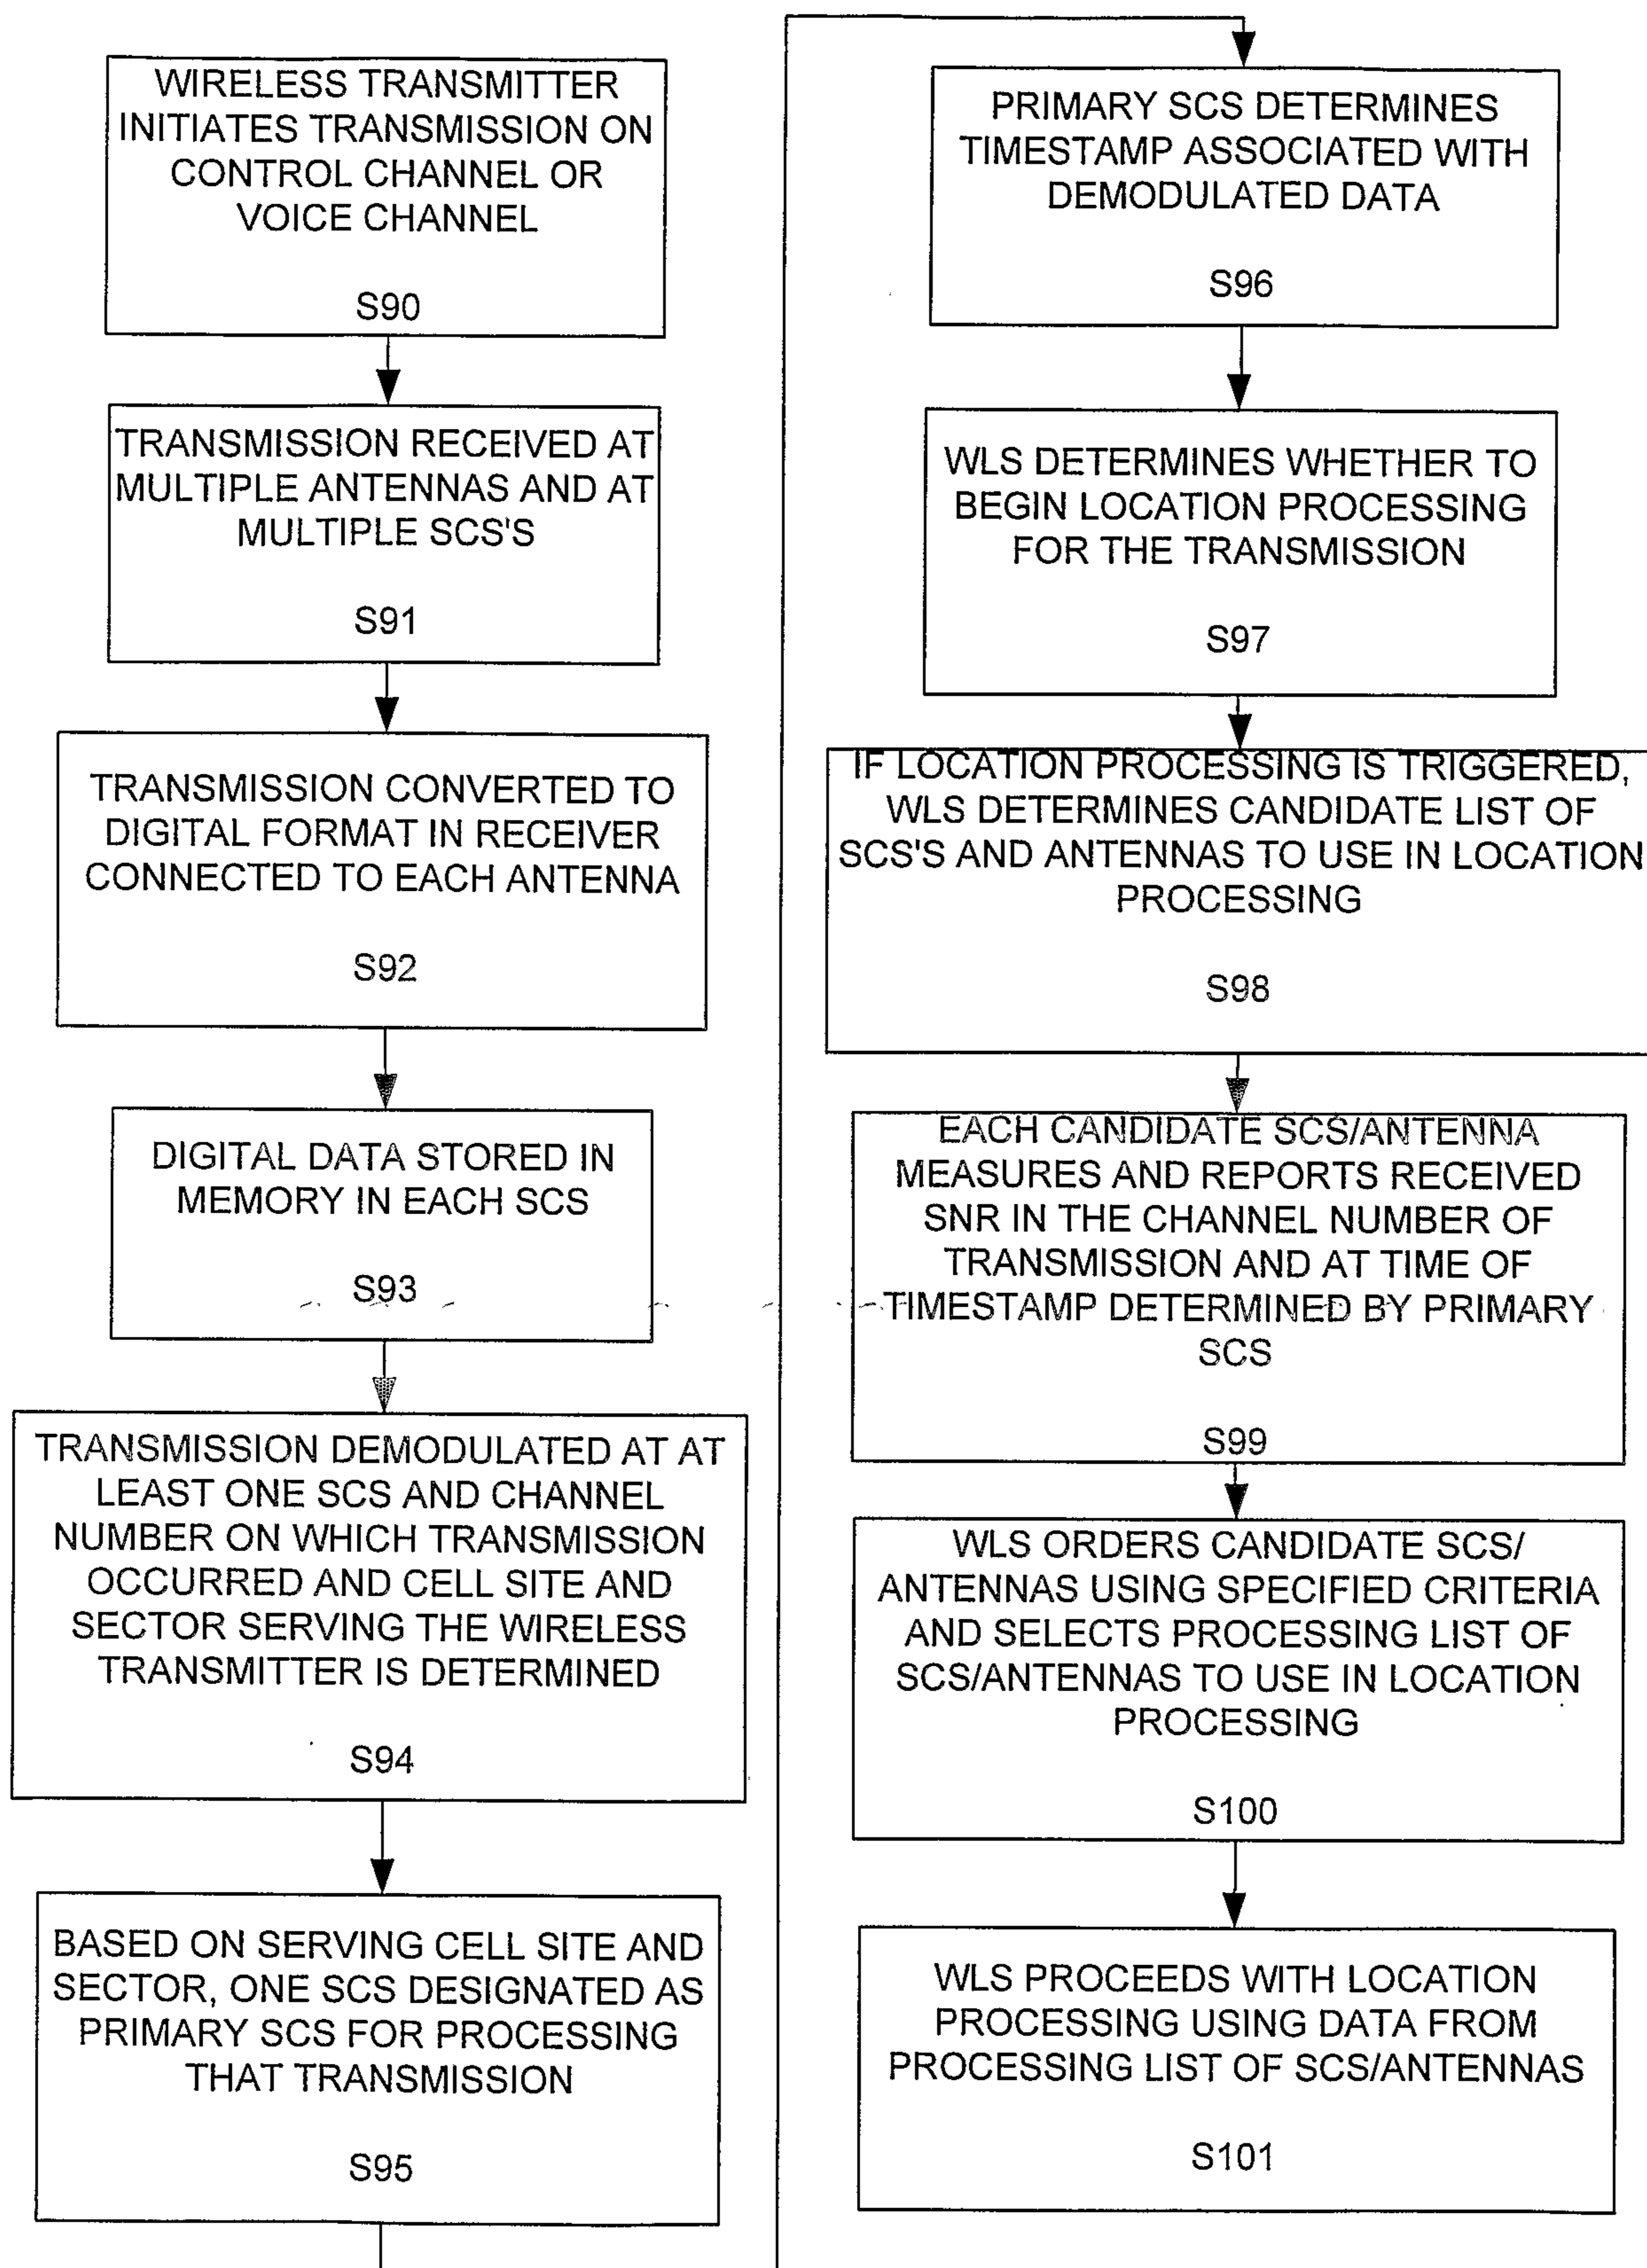 WIRELESS TRANSMITTER
INITIATES TRANSMISSION ON
CONTROL CHANNEL OR
VOICE CHANNEL
S90
TRANSMISSION RECEIVED AT
MULTIPLE ANTENNAS AND AT
MULTIPLE SCS'S
S91
TRANSMISSION CONVERTED TO
DIGITAL FORMAT IN RECEIVER
CONNECTED TO EACH ANTENNA
S92
DIGITAL DATA STORED IN
MEMORY IN EACH SCS
S93
TRANSMISSION DEMODULATED AT AT
LEAST ONE SCS AND CHANNEL
NUMBER ON WHICH TRANSMISSION
OCCURRED AND CELL SITE AND
SECTOR SERVING THE WIRELESS
TRANSMITTER IS DETERMINED
S94
BASED ON SERVING CELL SITE AND
SECTOR, ONE SCS DESIGNATED AS
PRIMARY SCS FOR PROCESSING
THAT TRANSMISSION
S95
PRIMARY SCS DETERMINES
TIMESTAMP ASSOCIATED WITH
DEMODULATED DATA
S96
WLS DETERMINES WHETHER TO
BEGIN LOCATION PROCESSING
FOR THE TRANSMISSION
S97
IF LOCATION PROCESSING IS TRIGGERED,
WLS DETERMINES CANDIDATE LIST OF
SCS'S AND ANTENNAS TO USE IN LOCATION
PROCESSING
S98
EACH CANDIDATE SCS/ANTENNA
MEASURES AND REPORTS RECEIVED
SNR IN THE CHANNEL NUMBER OF
TRANSMISSION AND AT TIME OF
TIMESTAMP DETERMINED BY PRIMARY
SCS
S99
WLS ORDERS CANDIDATE SCS/
ANTENNAS USING SPECIFIED CRITERIA
AND SELECTS PROCESSING LIST OF
SCS/ANTENNAS TO USE IN LOCATION
PROCESSING
S100
WLS PROCEEDS WITH LOCATION
PROCESSING USING DATA FROM
PROCESSING LIST OF SCS/ANTENNAS
S101